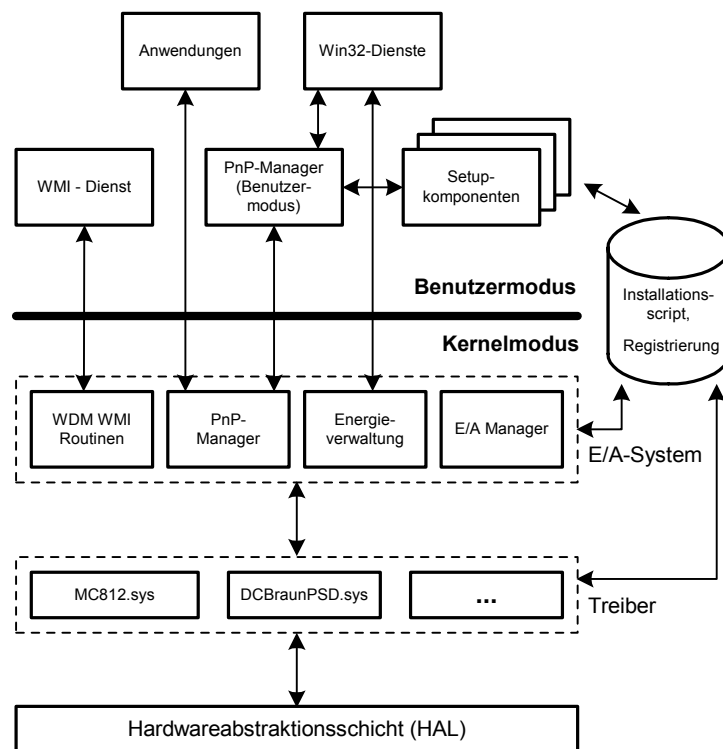 Anwendungen
Win32-Dienste
WMI - Dienst
PnP-Manager
(Benutzer-
modus)
Setup-
komponenten
Installations-
script,
Registrierung
Benutzermodus
Kernelmodus
WDM WMI
Routinen
PnP-
Manager
Energie-
verwaltung
E/A Manager
E/A-System
MC812.sys
DCBraunPSD.sys
...
Treiber
Hardwareabstraktionsschicht (HAL)